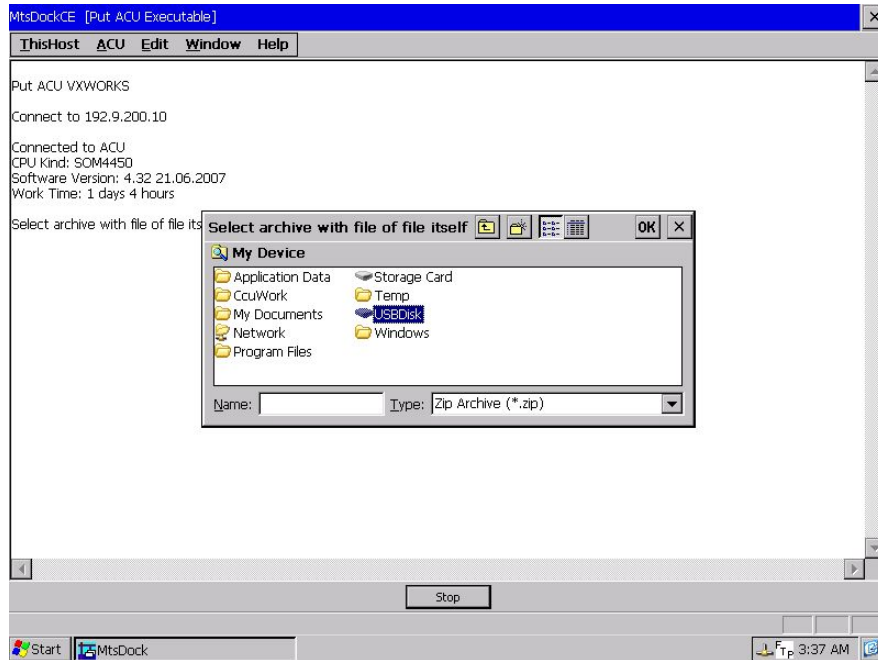 MtsDockCE [Put ACU Executable]
ThisHost ACU Edit Window Help
Put ACU VXWORKS
Connect to 192.9.200.10
Connected to ACU
CPU Kind: SOM4450
Software Version: 4.32 21.06.2007
Work Time: 1 days 4 hours
Select archive with file of file its
Select archive with file of file itself OK
My Device
Application Data Storage Card
CcuWork Temp
My Documents USBDisk
Network Windows
Program Files
Name: Type: Zip Archive (*.zip)
Stop
Start MtsDock FTP 3:37 AM